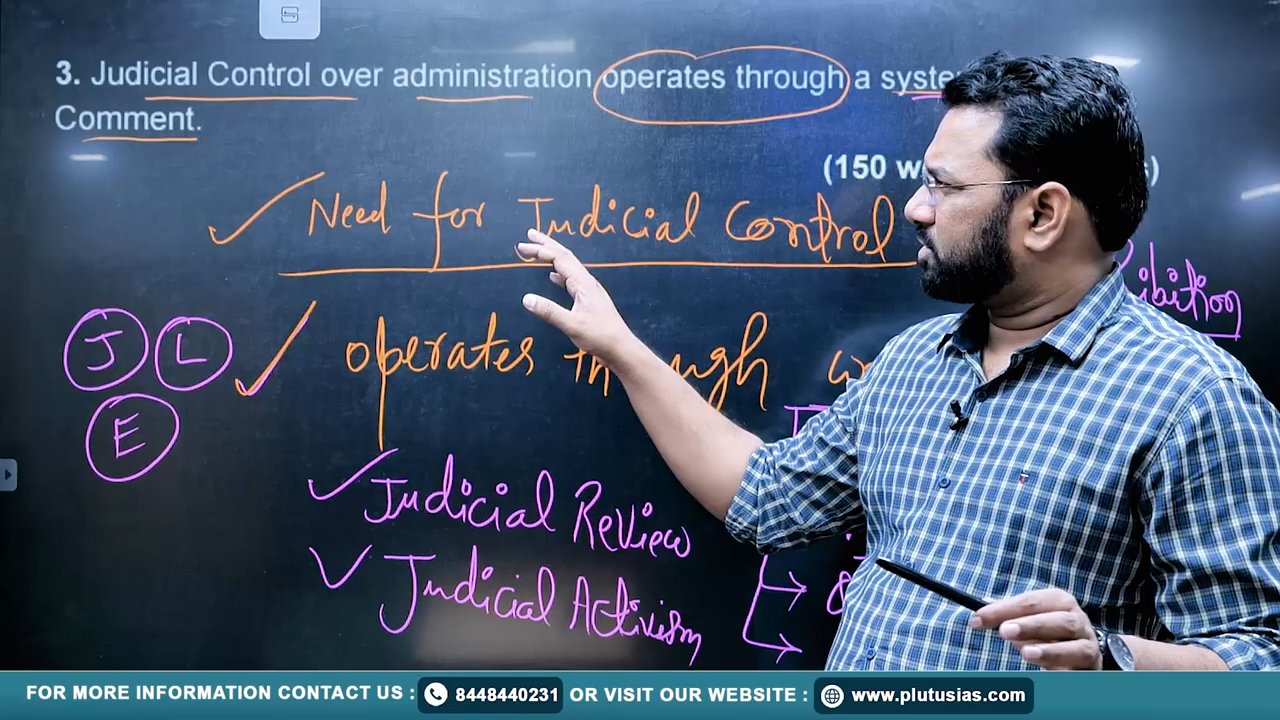 3. Judicial Control over administration operates through a
Comment.
(150
Need for Judicial Control
J L
E
operates through
Judicial Review
Judicial Activism
FOR MORE INFORMATION CONTACT US : 8448440231 OR VISIT OUR WEBSITE : www.plutusias.com